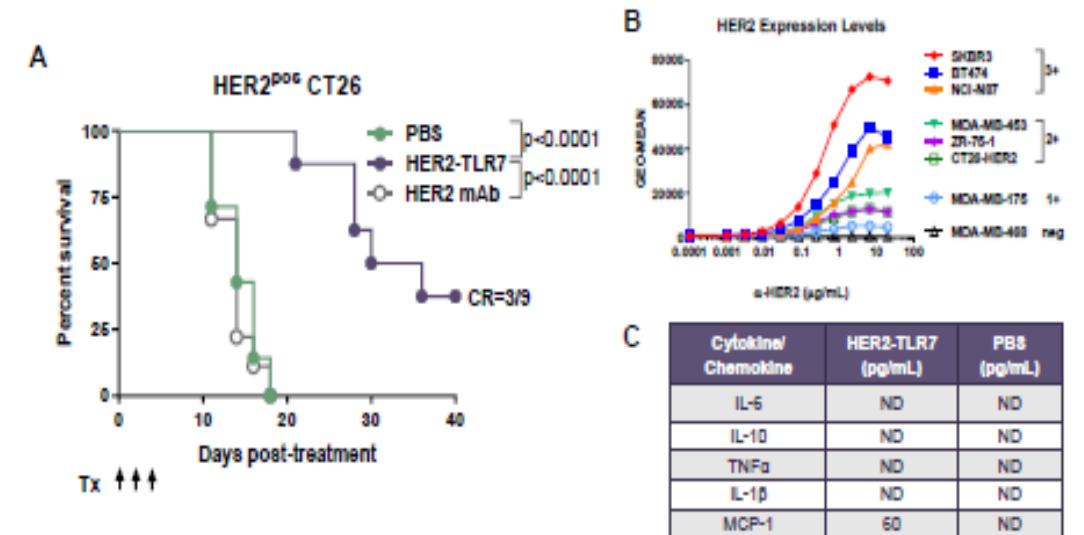 A
HER2pos CT26
100
75
50
25
0
0 10 20 30 40
Percent survival
Days post-treatment
Tx
PBS
HER2-TLR7
HER2 mAb
p<0.0001
p<0.0001
CR=3/9
B
HER2 Expression Levels
80000
60000
40000
20000
0
GEO-MEAN
0.0001 0.001 0.01 0.1 1 10 100
α-HER2 (µg/mL)
SKBR3
BT474
NCI-N87
3+
MDA-MB-453
ZR-75-1
CT26-HER2
2+
MDA-MB-175 1+
MDA-MB-468 neg
C
Cytokine/ HER2-TLR7 PBS
Chemokine (pg/mL) (pg/mL)
IL-6 ND ND
IL-10 ND ND
TNFα ND ND
IL-1β ND ND
MCP-1 60 ND